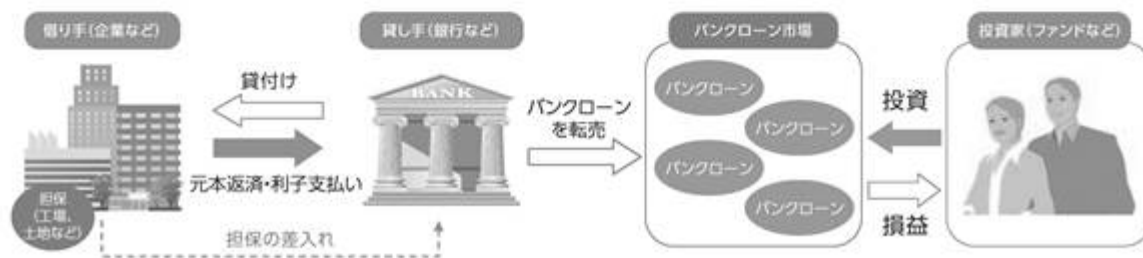 借り手(企業など)
貸し手(銀行など)
バンクローン市場
投資家(ファンドなど)
貸付け
元本返済・利子支払い
BANK
担保
(工場、
土地など)
担保の差入れ
バンクローン
を転売
バンクローン
バンクローン
バンクローン
バンクローン
投資
損益